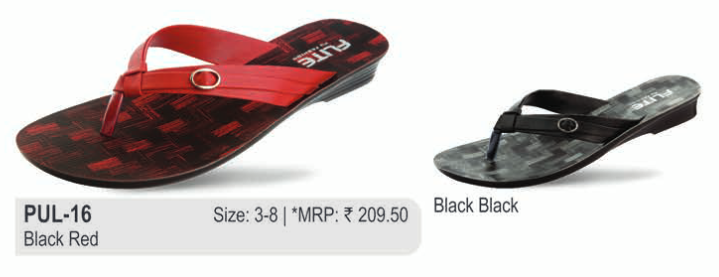 FLITE
FLITE
PUL-16
Size: 3-8 | *MRP: ₹ 209.50
Black Red
Black Black